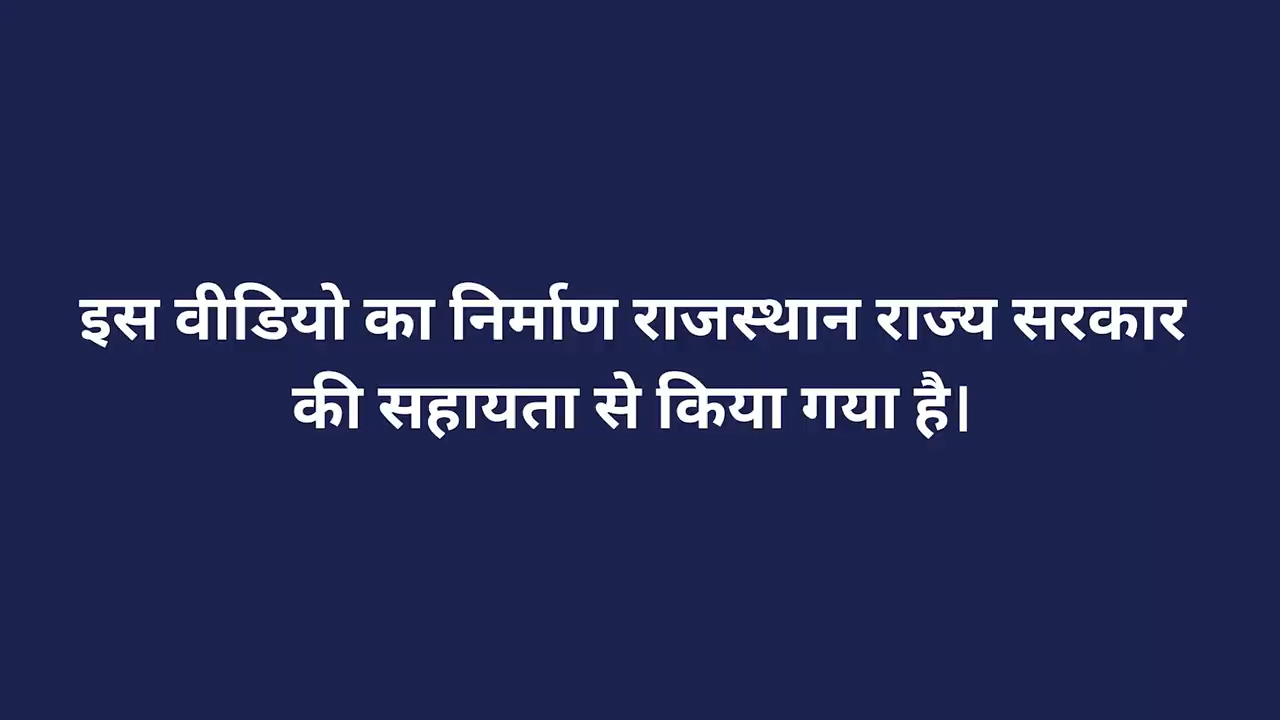 इस वीडियो का निर्माण राजस्थान राज्य सरकार
की सहायता से किया गया है।